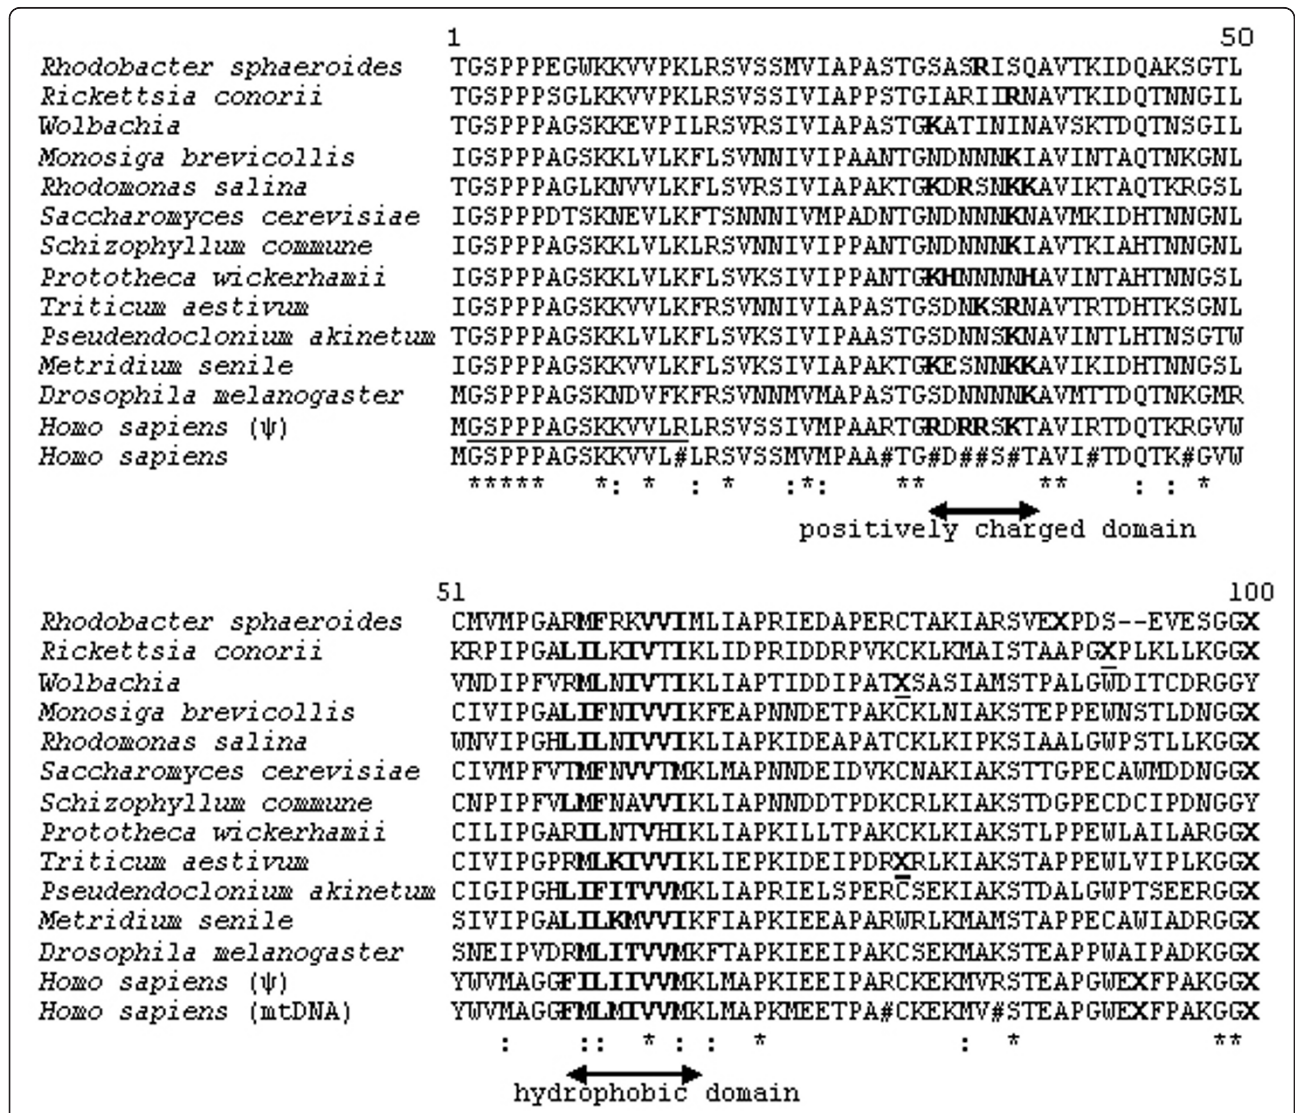 1 50
Rhodobacter sphaeroides TGSPPPEGWKKVVPKLRSVSSMVIAPASTGSASRISQAVTKIDQAKSGTL
Rickettsia conorii TGSPPPSGLKKVVPKLRSVSSSIVIAPPSTGIARIIRNAVTKIDQTNNGIL
Wolbachia TGSPPPAGSKKEVPILRSVRSIVIAPASTGKATININAVSKTDQTNSGIL
Monosiga brevicollis IGSPPPAGSKKLVLKFLSVNNIVIPAANTGNDNNNKIAVINTAQTNKGNL
Rhodomonas salina TGSPPPAGLKNVVLKFLSVRSIVIAPAKTGKDRSNKKAVIKTAQTKRGSL
Saccharomyces cerevisiae IGSPPPDTSKNEVLKFTSNNNIVMPADNTGNDNNNKNAVMKIDHTNNGNL
Schizophyllum commune IGSPPPAGSKKLVLKLRSVNNIVIPPANTGNDNNNKIAVTKIAHTNNGNL
Prototheca wickerhamii IGSPPPAGSKKLVLKFLSVKSIVIPPANTGKHNNNNHAVINTAHTNNGSL
Triticum aestivum IGSPPPAGSKKVVLKFRSVNNIVIPAASTGSDNKSRNAVTRTDHTKSGNL
Pseudendoclonium akinetum TGSPPPAGSKKLVLKFLSVKSIVIPAASTGSDNNSKNAVINTLHTNSGTW
Metridium senile IGSPPPAGSKKVVLKFLSVKSIVIAPAKTGKESNNKKAVIKIDHTNNGSL
Drosophila melanogaster MGSPPPAGSKNDVFKFRSVNNMVMAPASTGSDNNNNKAVMTTDQTNKGMR
Homo sapiens (ψ) MGSPPPAGSKKVVLRLRSVSSIVMPAARTGRDRRSKTAVIRTDQTKRGVW
Homo sapiens MGSPPPAGSKKVVL#LRSVSSMVMPAA#TG#D##S#TAVI#TDQTK#GVW
***** *: * : * :*: ** ** : : *
positively charged domain
51 100
Rhodobacter sphaeroides CMVMPGARMFRKVVIMLIAPRIEDAPERCTAKIARSVEXPDS--EVESGGX
Rickettsia conorii KRPIPGALILKIVTIKLIDPRIDDRPVKCKLKMAISTAAPGXPLKLLKGGX
Wolbachia VNDIPFVRMLNIVTIKLIAPTIDDIPATXSASIAMSTPALGWDITCDRGGY
Monosiga brevicollis CIVIPGALIFNIVVIKFEAPNNDETPAKCKLNIAKSTEPPEWNSTLDNGGX
Rhodomonas salina WNVIPGHLILNIVVIKLIAPKIDEAPATCKLKIPKSIAALGWPSTLLKGGX
Saccharomyces cerevisiae CIVMPFVTMFNVVTMKLMAPNNDEIDVKCNAKIAKSTTGPECAWMDDNGGX
Schizophyllum commune CNPIPFVLMFNAVVIKLIAPNNDDTPDKCRLKIAKSTDGPECDCIPDNGGY
Prototheca wickerhamii CILIPGARILNTVHIKLIAPKILLTPAKCKLKIAKSTLPPEWLAILARGGX
Triticum aestivum CIVIPGPRMLKIVVIKLIEPKIDEIPDRXRLKIAKSTAPPEWLVIPLKGGX
Pseudendoclonium akinetum CIGIPGHLIFITVVMKLIAPRIELSPERCSEKIAKSTDALGWPTSEERGGX
Metridium senile SIVIPGALILKMVVIKFIAPKIEEAPARWRLKMAMSTAPPECAWIADRGGX
Drosophila melanogaster SNEIPVDRMLITVVMKFTAPKIEEIPAKCSEKMAKSTEAPPWAIPADKGGX
Homo sapiens (ψ) YWVMAGGFILIIVVMKLMAPKIEEIPARCKEKMVRSTEAPGWEXFPAKGGX
Homo sapiens (mtDNA) YWVMAGGFMLMIVVMKLMAPKMEETPA#CKEKMV#STEAPGWEXFPAKGGX
: :: * : : * : * **
hydrophobic domain